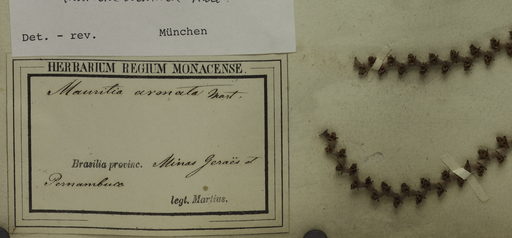 Det. - rev. München
HERBARIUM REGIUM MONACENSE.
Mauritia armata Mart.
Brasilia provinc. Minas Geraës et
Pernambuco
legt. Martius.